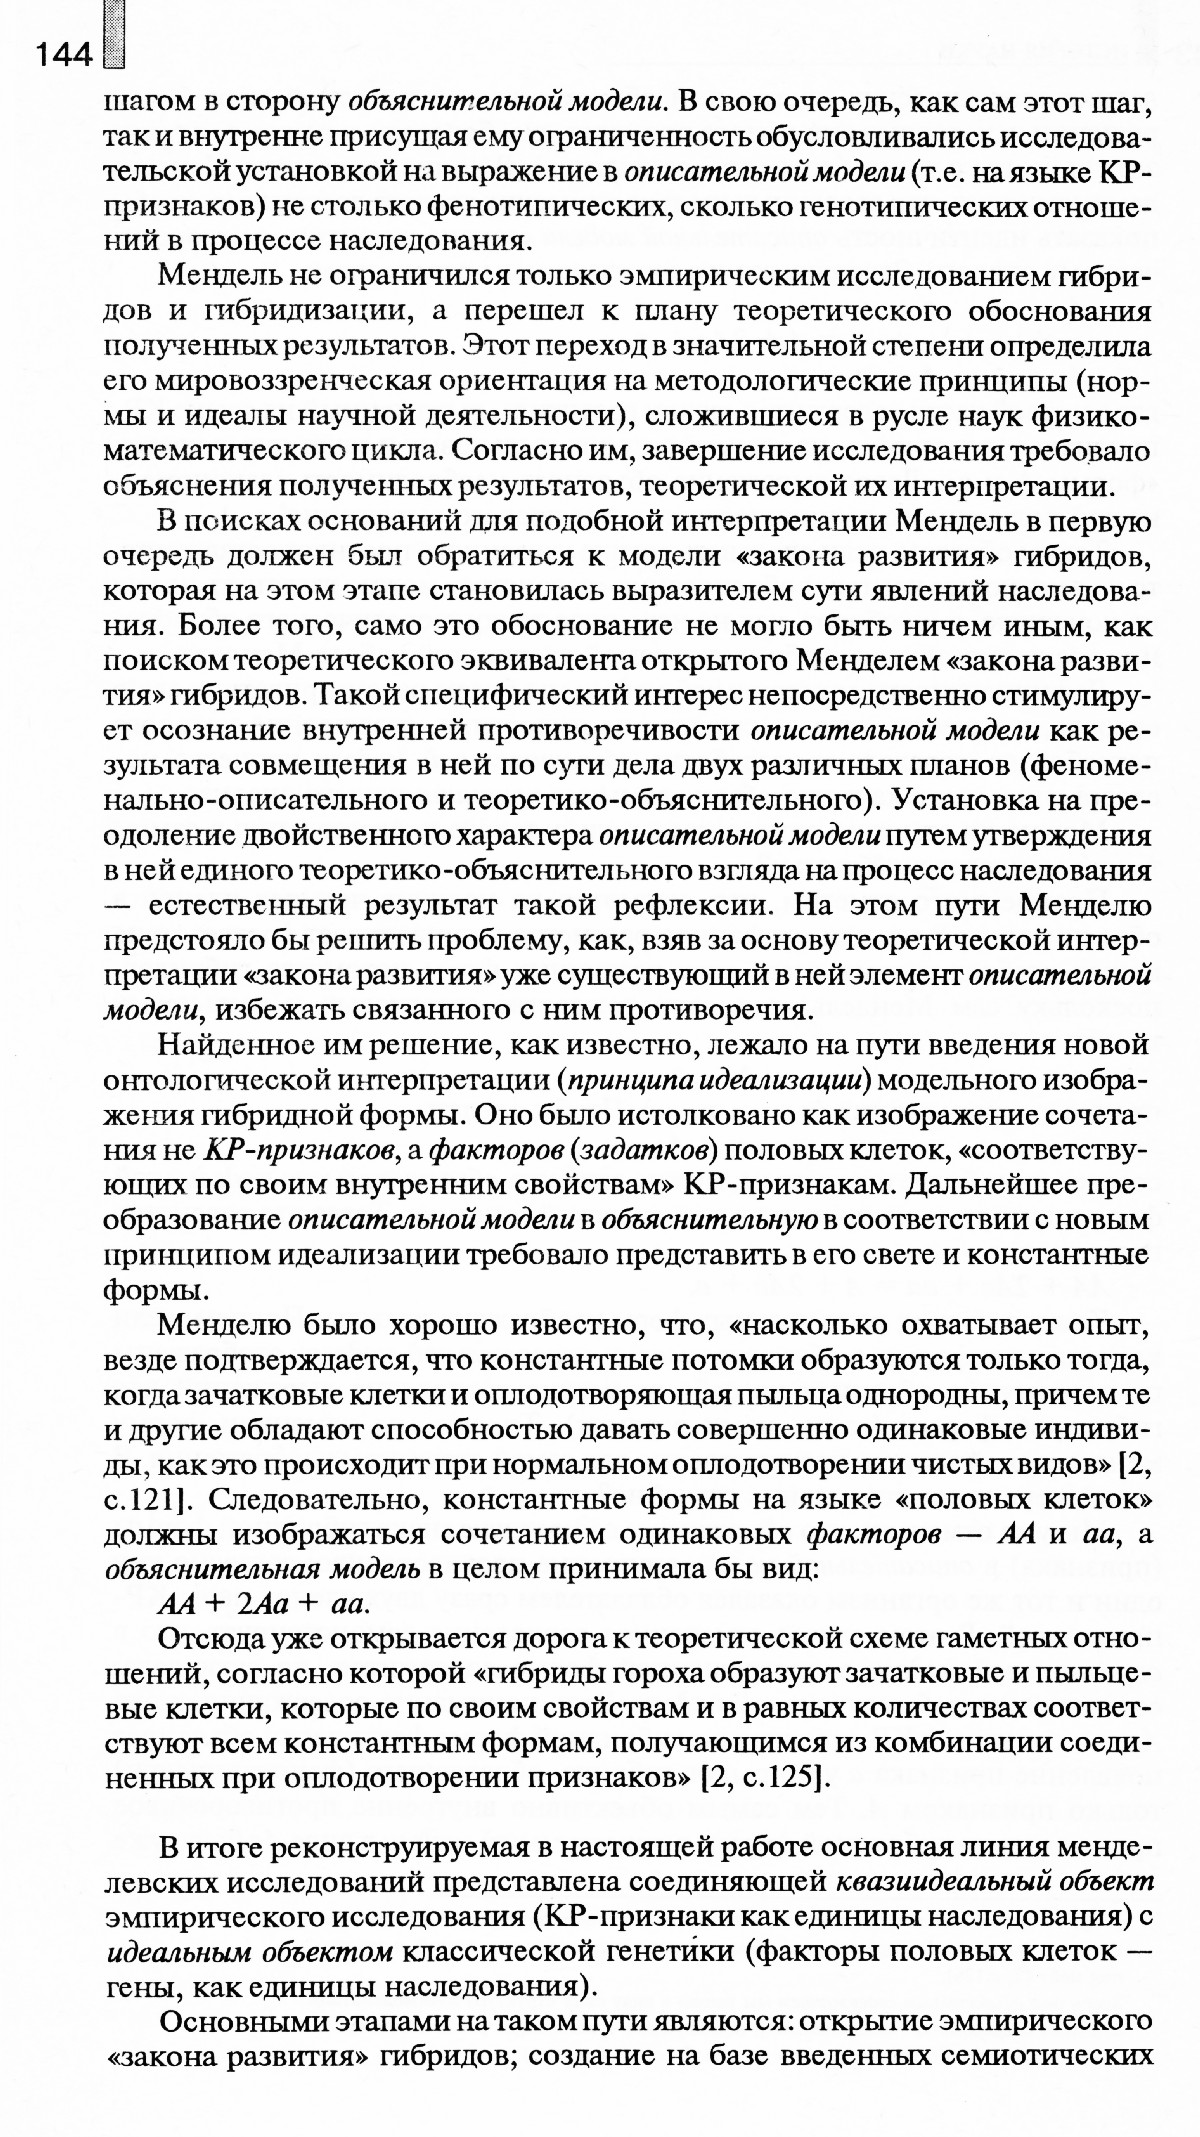 144
шагом в сторону объяснительной модели. В свою очередь, как сам этот шаг,
так и внутренне присущая ему ограниченность обусловливались исследова-
тельской установкой на выражение в описательной модели (т.е. на языке КР-
признаков) не столько фенотипических, сколько генотипических отноше-
ний в процессе наследования.
Мендель не ограничился только эмпирическим исследованием гибри-
дов и гибридизации, а перешел к плану теоретического обоснования
полученных результатов. Этот переход в значительной степени определила
его мировоззренческая ориентация на методологические принципы (нор-
мы и идеалы научной деятельности), сложившиеся в русле наук физико-
математического цикла. Согласно им, завершение исследования требовало
объяснения полученных результатов, теоретической их интерпретации.
В поисках оснований для подобной интерпретации Мендель в первую
очередь должен был обратиться к модели «закона развития» гибридов,
которая на этом этапе становилась выразителем сути явлений наследова-
ния. Более того, само это обоснование не могло быть ничем иным, как
поиском теоретического эквивалента открытого Менделем «закона разви-
тия» гибридов. Такой специфический интерес непосредственно стимулиру-
ет осознание внутренней противоречивости описательной модели как ре-
зультата совмещения в ней по сути дела двух различных планов (феноме-
нально-описательного и теоретико-объяснительного). Установка на пре-
одоление двойственного характера описательной модели путем утверждения
в ней единого теоретико-объяснительного взгляда на процесс наследования
— естественный результат такой рефлексии. На этом пути Менделю
предстояло бы решить проблему, как, взяв за основу теоретической интер-
претации «закона развития» уже существующий в ней элемент описательной
модели, избежать связанного с ним противоречия.
Найденное им решение, как известно, лежало на пути введения новой
онтологической интерпретации (принципа идеализации) модельного изобра-
жения гибридной формы. Оно было истолковано как изображение сочета-
ния не КР-признаков, а факторов (задатков) половых клеток, «соответству-
ющих по своим внутренним свойствам» КР-признакам. Дальнейшее пре-
образование описательной модели в объяснительную в соответствии с новым
принципом идеализации требовало представить в его свете и константные
формы.
Менделю было хорошо известно, что, «насколько охватывает опыт,
везде подтверждается, что константные потомки образуются только тогда,
когда зачатковые клетки и оплодотворяющая пыльца однородны, причем те
и другие обладают способностью давать совершенно одинаковые индиви-
ды, как это происходит при нормальном оплодотворении чистых видов» [2,
с.121]. Следовательно, константные формы на языке «половых клеток»
должны изображаться сочетанием одинаковых факторов — АА и аа, а
объяснительная модель в целом принимала бы вид:
АА + 2Аа + аа.
Отсюда уже открывается дорога к теоретической схеме гаметных отно-
шений, согласно которой «гибриды гороха образуют зачатковые и пыльце-
вые клетки, которые по своим свойствам и в равных количествах соответ-
ствуют всем константным формам, получающимся из комбинации соеди-
ненных при оплодотворении признаков» [2, с.125].
В итоге реконструируемая в настоящей работе основная линия менде-
левских исследований представлена соединяющей квазиидеальный объект
эмпирического исследования (КР-признаки как единицы наследования) с
идеальным объектом классической генетики (факторы половых клеток —
гены, как единицы наследования).
Основными этапами на таком пути являются: открытие эмпирического
«закона развития» гибридов; создание на базе введенных семиотических